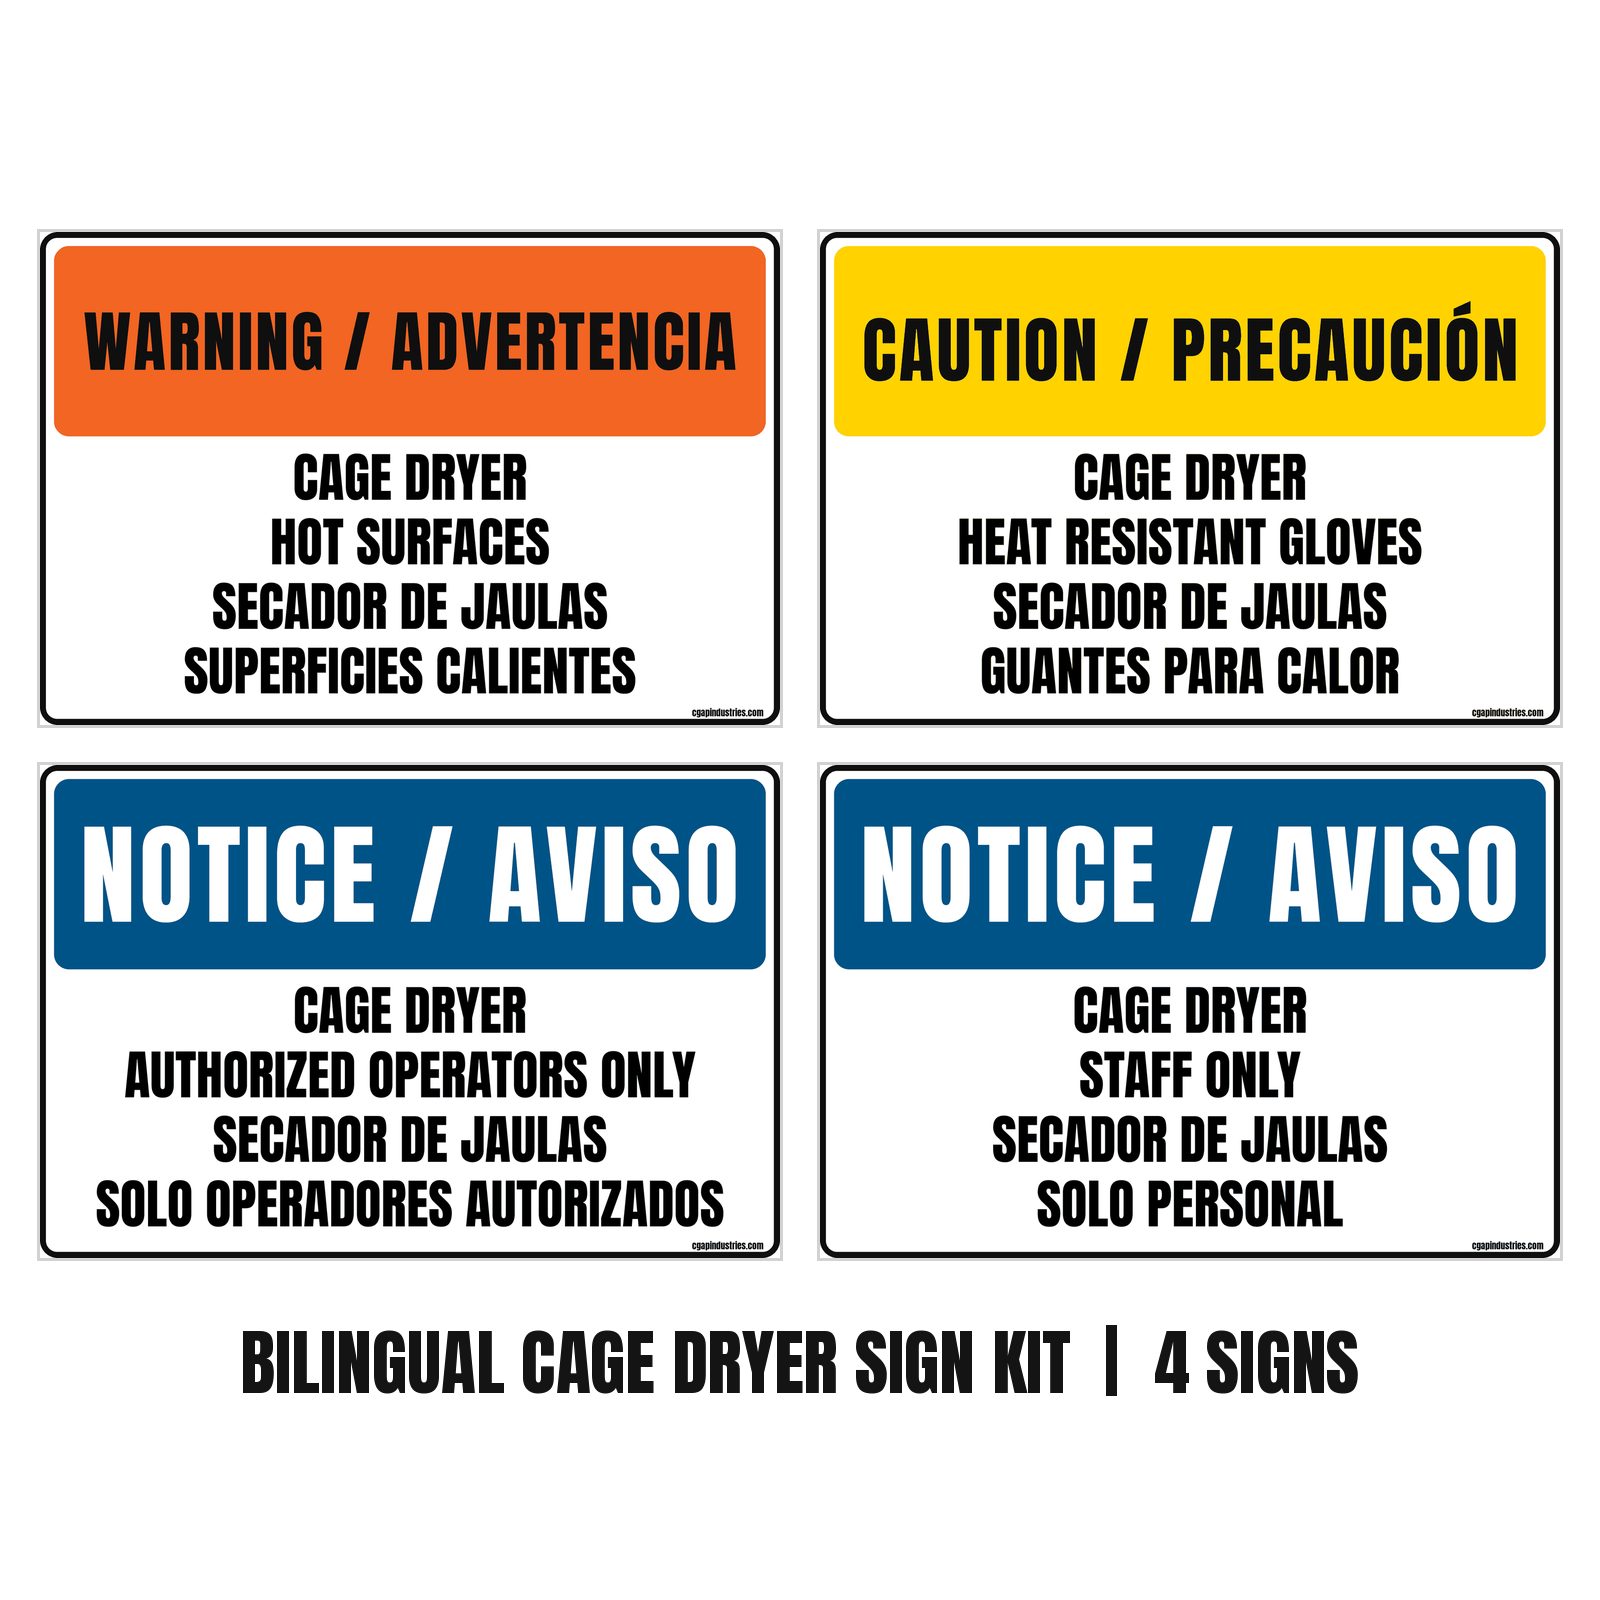 WARNING / ADVERTENCIA
CAGE DRYER
HOT SURFACES
SECADOR DE JAULAS
SUPERFICIES CALIENTES
cgapindustries.com
CAUTION / PRECAUCIÓN
CAGE DRYER
HEAT RESISTANT GLOVES
SECADOR DE JAULAS
GUANTES PARA CALOR
cgapindustries.com
NOTICE / AVISO
CAGE DRYER
AUTHORIZED OPERATORS ONLY
SECADOR DE JAULAS
SOLO OPERADORES AUTORIZADOS
cgapindustries.com
NOTICE / AVISO
CAGE DRYER
STAFF ONLY
SECADOR DE JAULAS
SOLO PERSONAL
cgapindustries.com
BILINGUAL CAGE DRYER SIGN KIT | 4 SIGNS